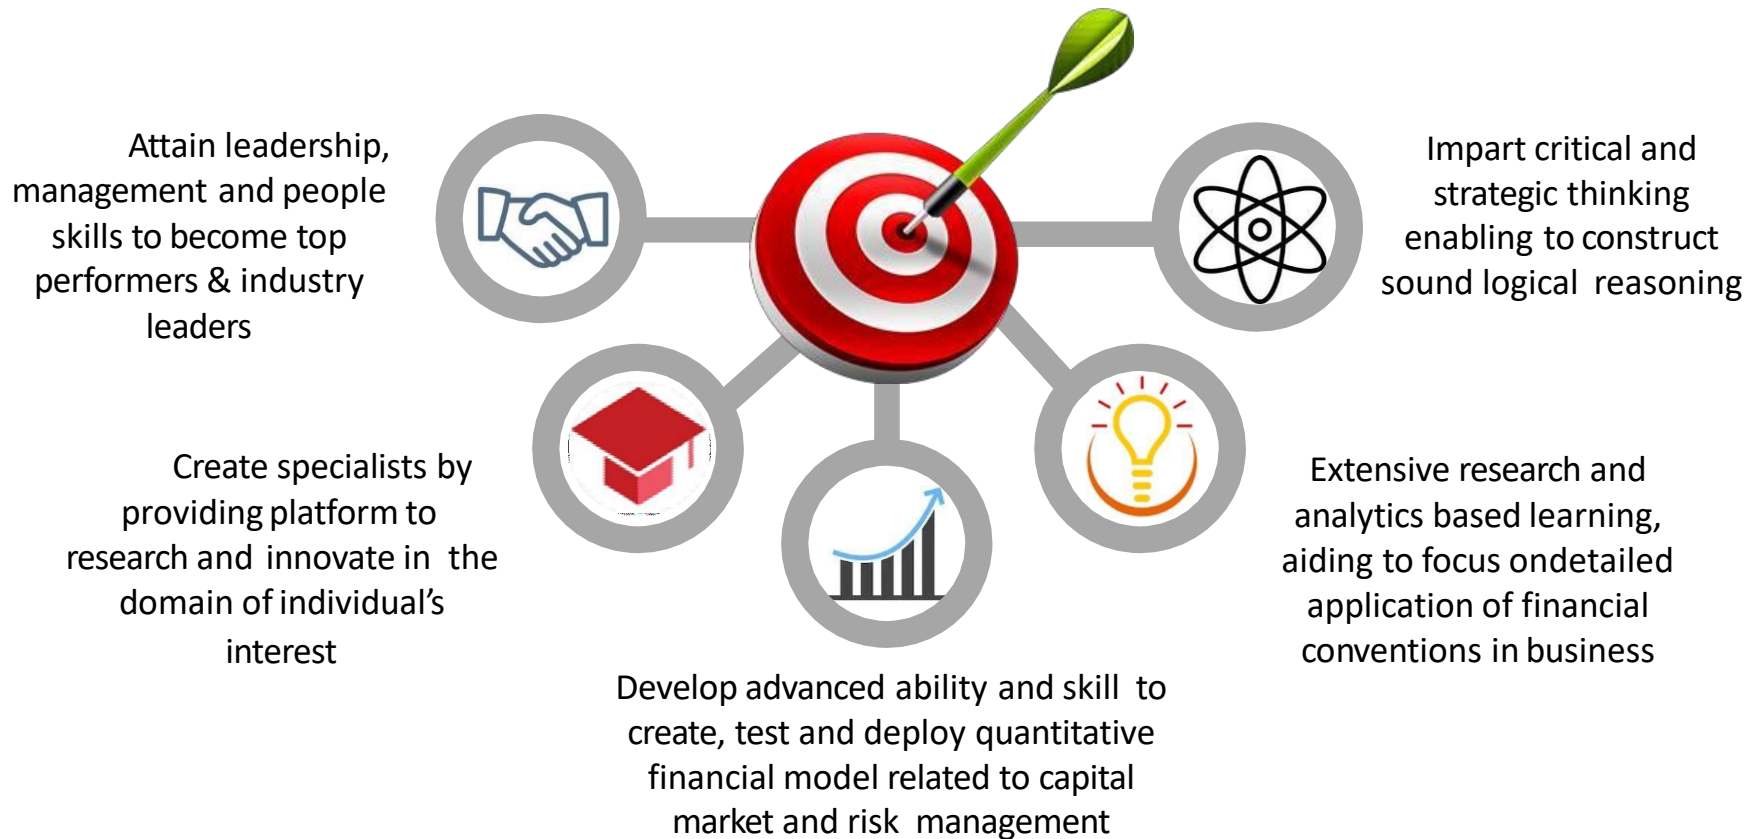 Attain leadership,
management and people
skills to become top
performers & industry
leaders
Impart critical and
strategic thinking
enabling to construct
sound logical reasoning
Create specialists by
providing platform to
research and innovate in the
domain of individual’s
interest
Extensive research and
analytics based learning,
aiding to focus ondetailed
application of financial
conventions in business
Develop advanced ability and skill to
create, test and deploy quantitative
financial model related to capital
market and risk management